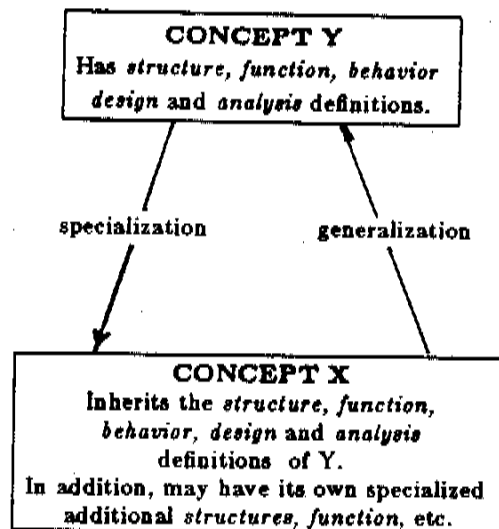 CONCEPT Y
Has structure, function, behavior
design and analysis definitions.
specialization
generalization
CONCEPT X
Inherits the structure, function,
behavior, design and analysis
definitions of Y.
In addition, may have its own specialized
additional structures, function, etc.